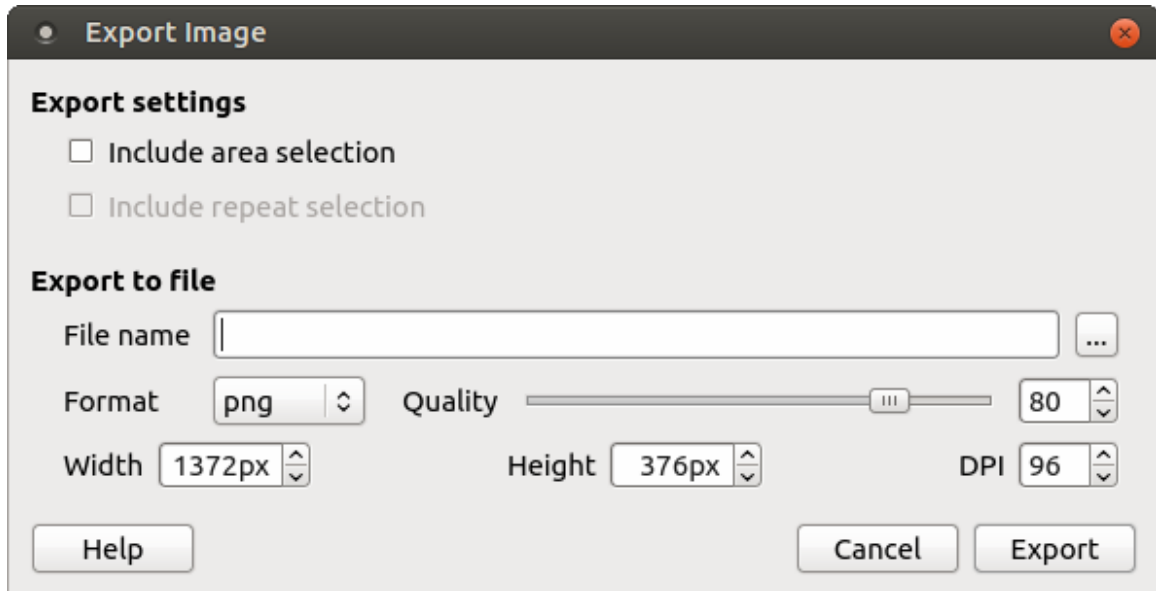 Export Image
Export settings
Include area selection
Include repeat selection
Export to file
File name ...
Format png Quality 80
Width 1372px Height 376px DPI 96
Help Cancel Export